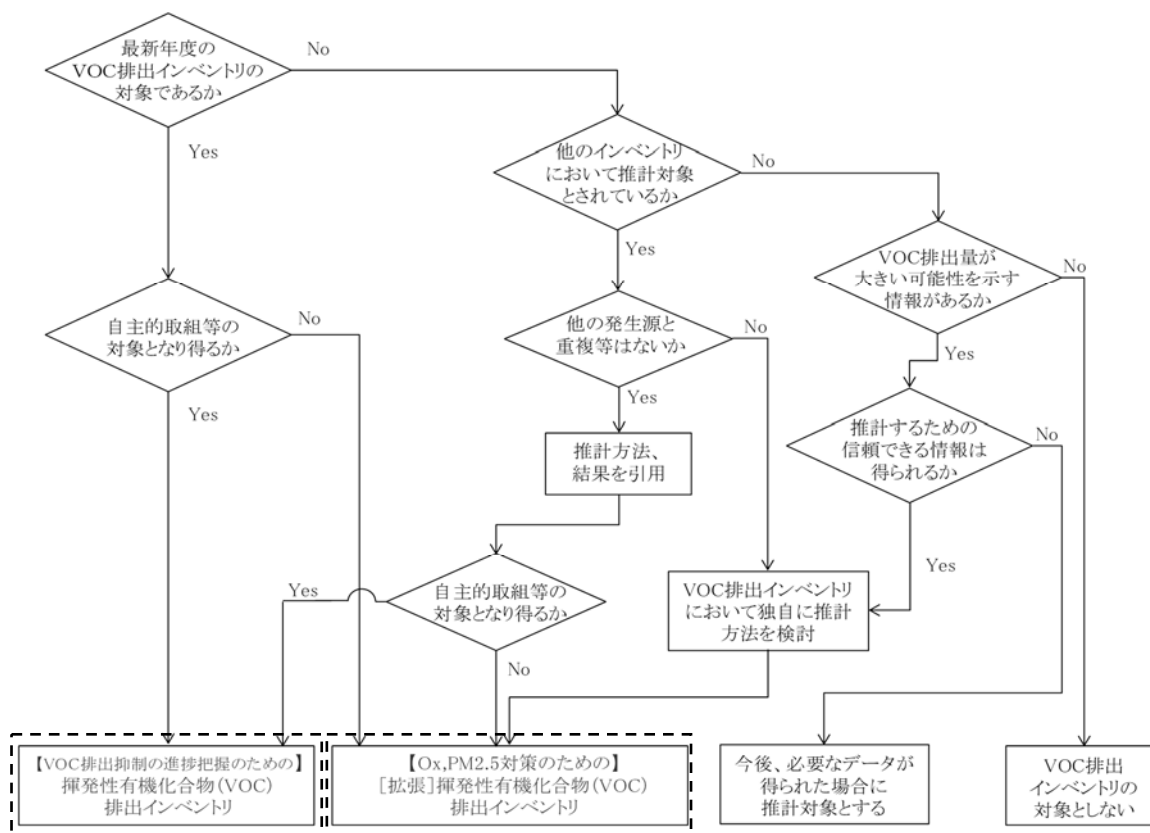 最新年度の
VOC排出インベントリの
対象であるか
No
Yes
他のインベントリ
において推計対象
とされているか
No
Yes
VOC排出量が
大きい可能性を示す
情報があるか
No
Yes
自主的取組等の
対象となり得るか
No
Yes
他の発生源と
重複等はないか
No
Yes
推計するための
信頼できる情報は
得られるか
No
Yes
推計方法、
結果を引用
自主的取組等の
対象となり得るか
Yes
No
VOC排出インベントリ
において独自に推計
方法を検討
【VOC排出抑制の進捗把握のための】
揮発性有機化合物(VOC)
排出インベントリ
【Ox,PM2.5対策のための】
[拡張]揮発性有機化合物(VOC)
排出インベントリ
今後、必要なデータが
得られた場合に
推計対象とする
VOC排出
インベントリの
対象としない